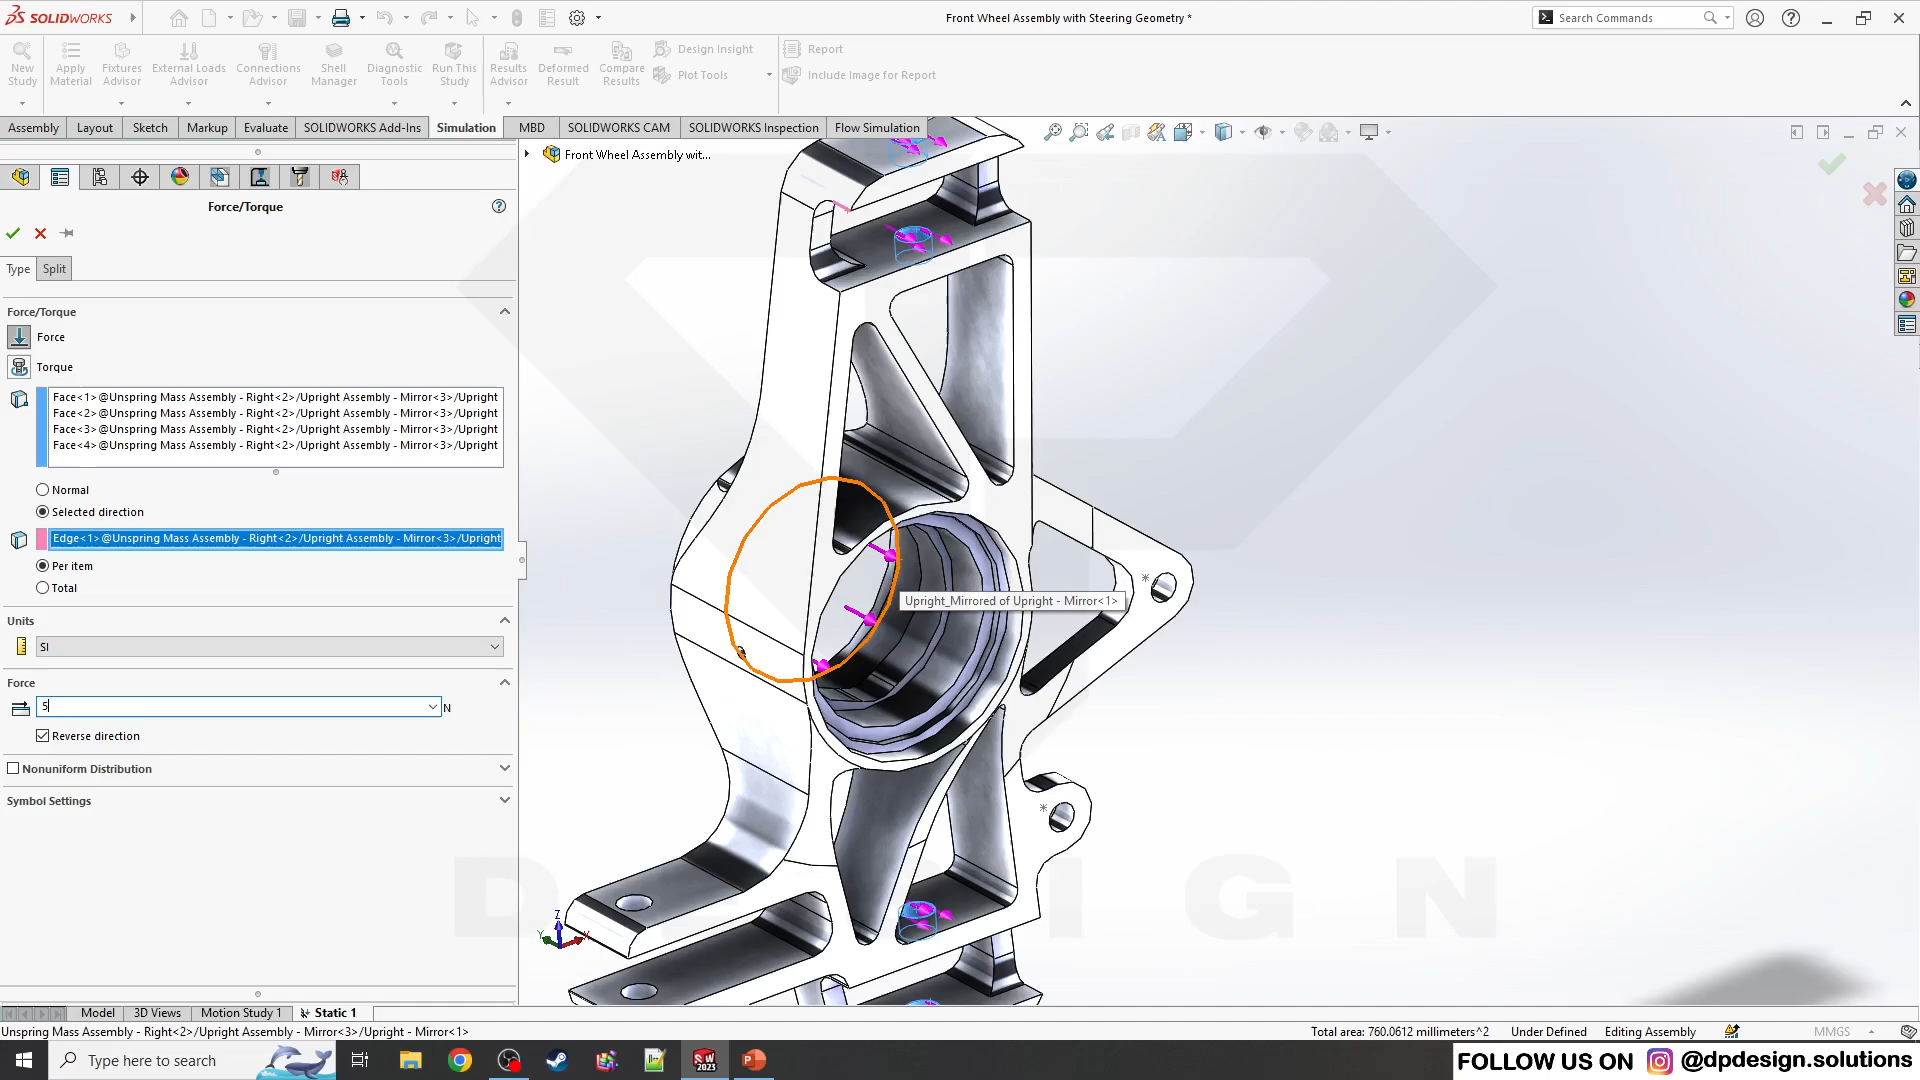 SOLIDWORKS
Front Wheel Assembly with Steering Geometry *
Search Commands
New Study
Apply Material
Fixtures Advisor
External Loads Advisor
Connections Advisor
Shell Manager
Diagnostic Tools
Run This Study
Results Advisor
Deformed Result
Compare Results
Design Insight
Plot Tools
Report
Include Image for Report
Assembly
Layout
Sketch
Markup
Evaluate
SOLIDWORKS Add-Ins
Simulation
MBD
SOLIDWORKS CAM
SOLIDWORKS Inspection
Flow Simulation
Front Wheel Assembly wit...
Force/Torque
Type
Split
Force/Torque
Force
Torque
Face<1>@Unspring Mass Assembly - Right<2>/Upright Assembly - Mirror<3>/Upright
Face<2>@Unspring Mass Assembly - Right<2>/Upright Assembly - Mirror<3>/Upright
Face<3>@Unspring Mass Assembly - Right<2>/Upright Assembly - Mirror<3>/Upright
Face<4>@Unspring Mass Assembly - Right<2>/Upright Assembly - Mirror<3>/Upright
Normal
Selected direction
Edge<1>@Unspring Mass Assembly - Right<2>/Upright Assembly - Mirror<3>/Upright
Per item
Total
Units
SI
Force
5
N
Reverse direction
Nonuniform Distribution
Symbol Settings
Upright_Mirrored of Upright - Mirror<1>
DESIGN
Z
Y
X
Model
3D Views
Motion Study 1
Static 1
Unspring Mass Assembly - Right<2>/Upright Assembly - Mirror<3>/Upright - Mirror<1>
Total area: 760.0612 millimeters^2
Under Defined
Editing Assembly
MMGS
Type here to search
SW 2023
FOLLOW US ON
@dpdesign.solutions